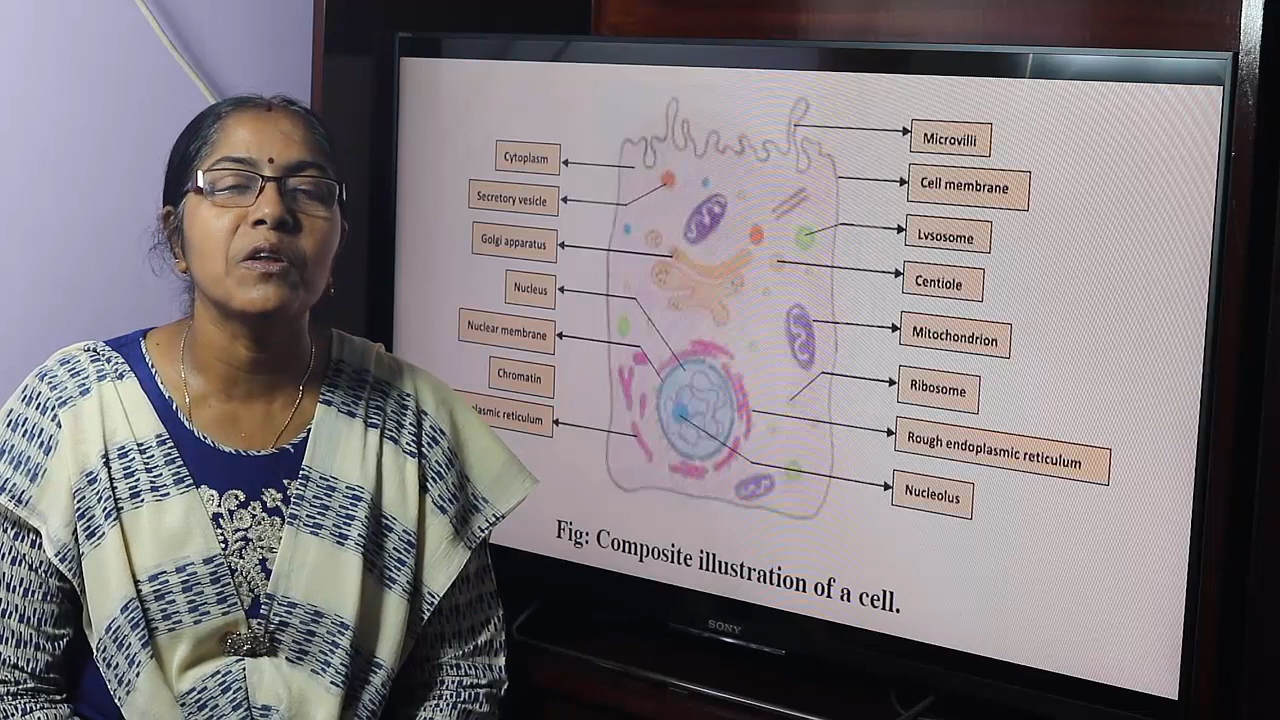 Cytoplasm
Secretory vesicle
Golgi apparatus
Nucleus
Nuclear membrane
Chromatin
reticulum
Microvilli
Cell membrane
Lysosome
Centiole
Mitochondrion
Ribosome
Rough endoplasmic reticulum
Nucleolus
Fig: Composite illustration of a cell.
SONY